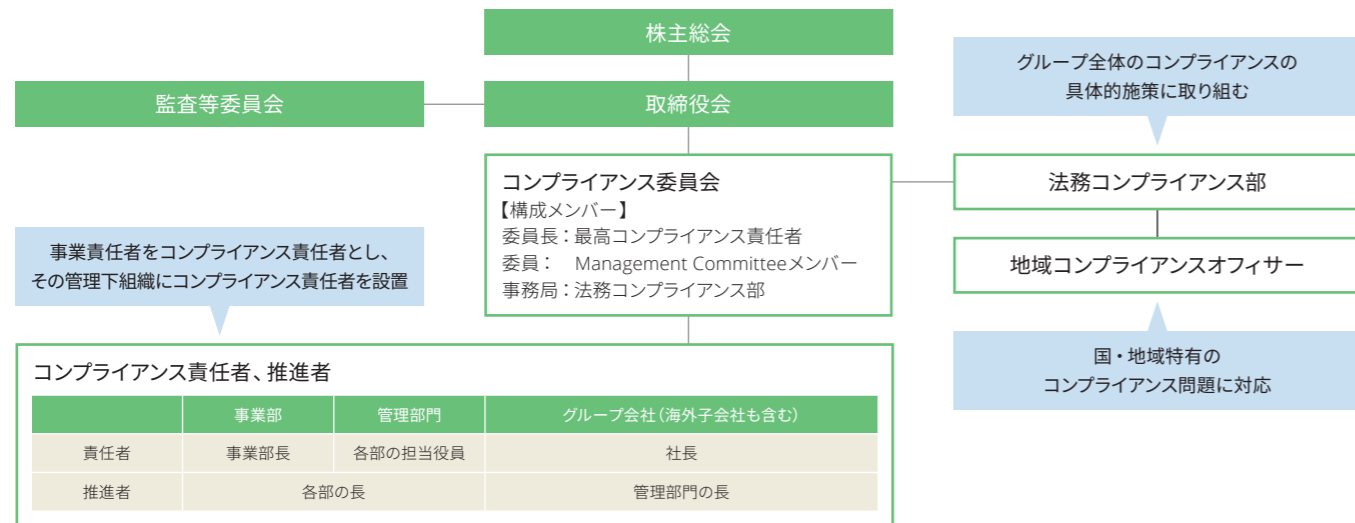 株主総会
グループ全体のコンプライアンスの
具体的施策に取り組む
監査等委員会
取締役会
コンプライアンス委員会
【構成メンバー】
委員長：最高コンプライアンス責任者
委員：　Management Committeeメンバー
事務局：法務コンプライアンス部
法務コンプライアンス部
地域コンプライアンスオフィサー
事業責任者をコンプライアンス責任者とし、
その管理下組織にコンプライアンス責任者を設置
国・地域特有の
コンプライアンス問題に対応
コンプライアンス責任者、推進者
事業部 管理部門 グループ会社（海外子会社も含む）
責任者 事業部長 各部の担当役員 社長
推進者 各部の長 管理部門の長